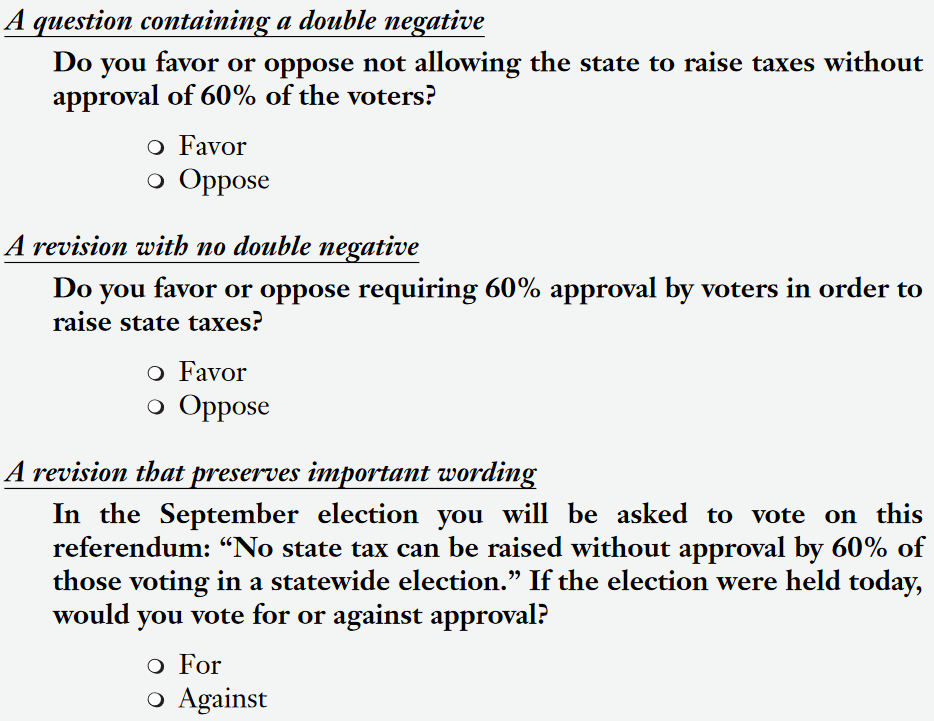 A question containing a double negative
Do you favor or oppose not allowing the state to raise taxes without
approval of 60% of the voters?
Favor
Oppose
A revision with no double negative
Do you favor or oppose requiring 60% approval by voters in order to
raise state taxes?
Favor
Oppose
A revision that preserves important wording
In the September election you will be asked to vote on this
referendum: “No state tax can be raised without approval by 60% of
those voting in a statewide election.” If the election were held today,
would you vote for or against approval?
For
Against